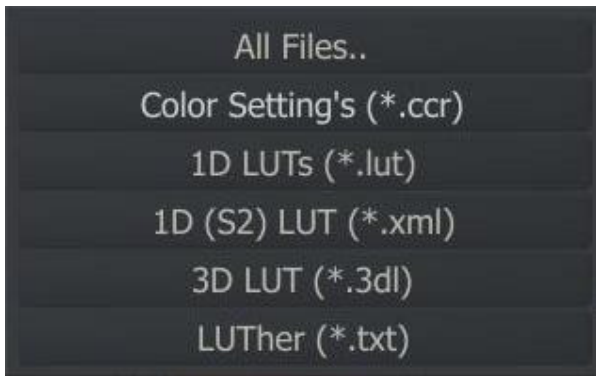 All Files..
Color Setting's (*.ccr)
1D LUTs (*.lut)
1D (S2) LUT (*.xml)
3D LUT (*.3dl)
LUTher (*.txt)